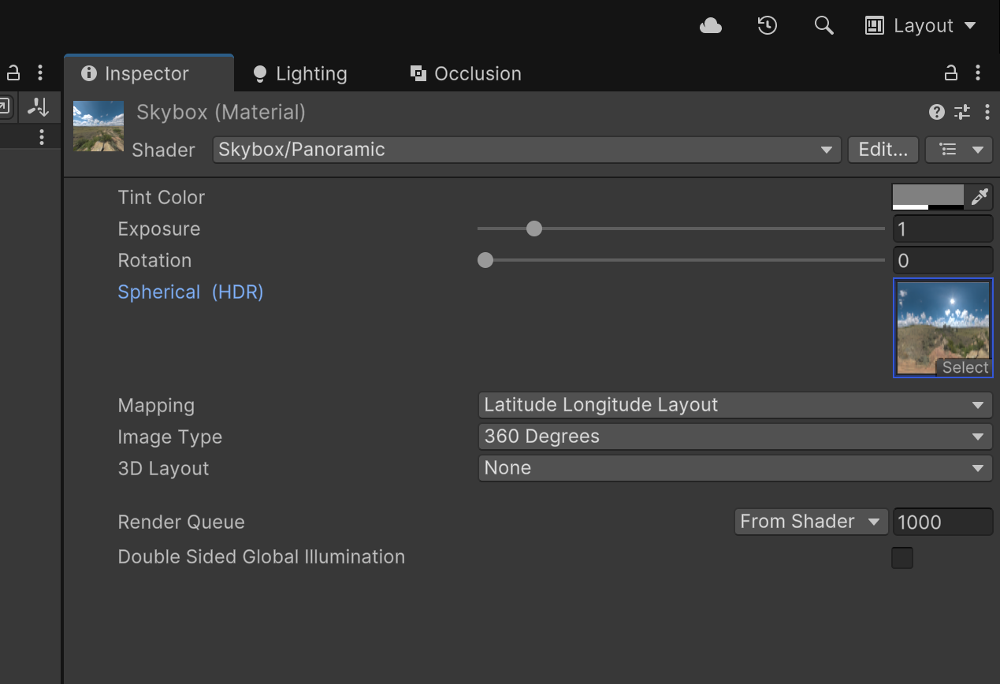 Layout
Inspector
Lighting
Occlusion
Skybox (Material)
Shader
Skybox/Panoramic
Edit...
Tint Color
Exposure
1
Rotation
0
Spherical (HDR)
Select
Mapping
Latitude Longitude Layout
Image Type
360 Degrees
3D Layout
None
Render Queue
From Shader
1000
Double Sided Global Illumination